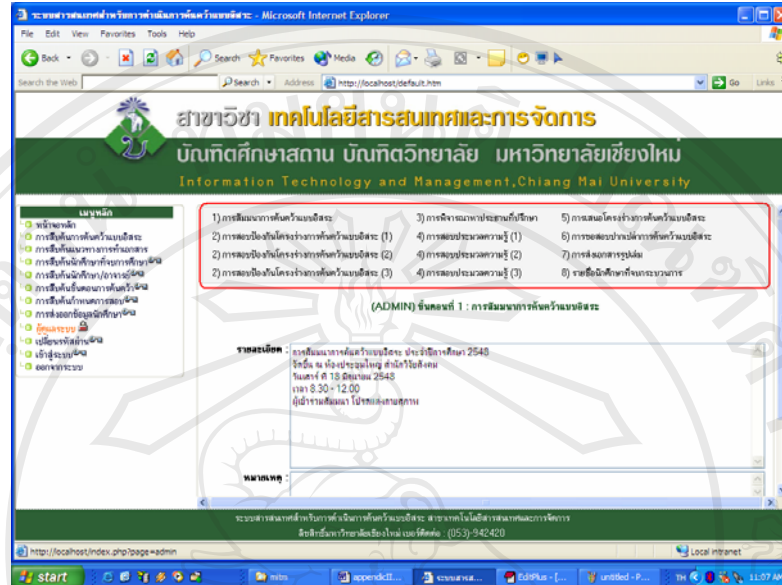 ระบบสารสนเทศสำหรับการดำเนินการค้นคว้าแบบอิสระ - Microsoft Internet Explorer
File Edit View Favorites Tools Help
Back Search Favorites Media
Search the Web Search Address http://localhost/default.htm Go Links
สาขาวิชา เทคโนโลยีสารสนเทศและการจัดการ
บัณฑิตศึกษาสถาน บัณฑิตวิทยาลัย มหาวิทยาลัยเชียงใหม่
Information Technology and Management,Chiang Mai University
เมนูหลัก
หน้าจอหลัก
การสืบค้นการค้นคว้าแบบอิสระ
การสืบค้นแนวทางการทำเอกสาร
การสืบค้นนักศึกษาที่จบการศึกษา
การสืบค้นนักศึกษา/อาจารย์
การสืบค้นขั้นตอนการค้นคว้า
การสืบค้นกำหนดการสอบ
การส่งออกข้อมูลนักศึกษา
ผู้ดูแลระบบ
เปลี่ยนรหัสผ่าน
เข้าสู่ระบบ
ออกจากระบบ
1) การสัมมนาการค้นคว้าแบบอิสระ 3) การพิจารณาหาประธานที่ปรึกษา 5) การเสนอโครงร่างการค้นคว้าแบบอิสระ
2) การสอบป้องกันโครงร่างการค้นคว้าแบบอิสระ (1) 4) การสอบประมวลความรู้ (1) 6) การขอสอบปากเปล่าการค้นคว้าแบบอิสระ
2) การสอบป้องกันโครงร่างการค้นคว้าแบบอิสระ (2) 4) การสอบประมวลความรู้ (2) 7) การส่งเอกสารรูปเล่ม
2) การสอบป้องกันโครงร่างการค้นคว้าแบบอิสระ (3) 4) การสอบประมวลความรู้ (3) 8) รายชื่อนักศึกษาที่จบกระบวนการ
(ADMIN) ขั้นตอนที่ 1 : การสัมมนาการค้นคว้าแบบอิสระ
รายละเอียด : การสัมมนาการค้นคว้าแบบอิสระ ประจำปีการศึกษา 2548
จัดขึ้น ณ ห้องประชุมใหญ่ สำนักวิจัยสังคม
วันเสาร์ ที่ 18 มิถุนายน 2548
เวลา 8.30 - 12.00
ผู้เข้าร่วมสัมมนา โปรดแต่งกายสุภาพ
หมายเหตุ :
ระบบสารสนเทศสำหรับการดำเนินการค้นคว้าแบบอิสระ สาขาเทคโนโลยีสารสนเทศและการจัดการ
ลิขสิทธิ์มหาวิทยาลัยเชียงใหม่ เบอร์ติดต่อ : (053)-942420
http://localhost/index.php?page=admin Local intranet
start mitm appendicII... ระบบสารส... EditPlus - [... untitled - P... TH 11:07